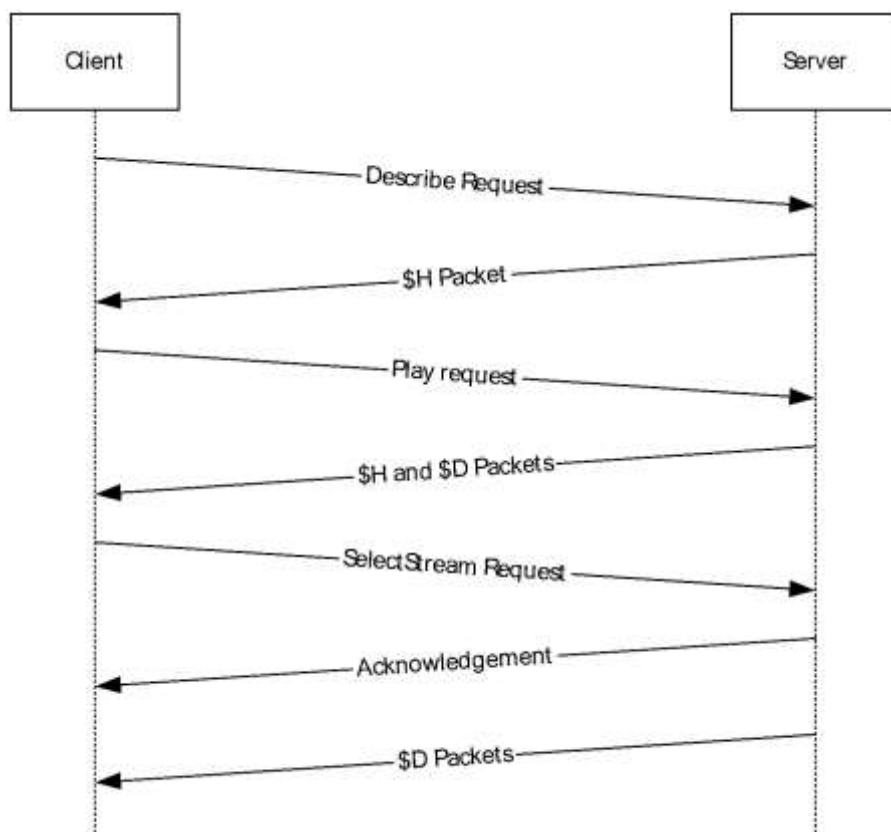 Client
Server
Describe Request
$H Packet
Play request
$H and $D Packets
SelectStream Request
Acknowledgement
$D Packets